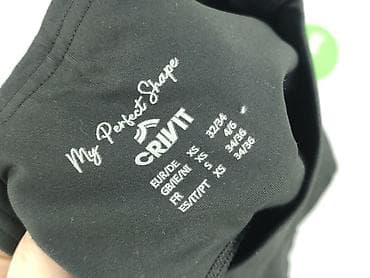 My Perfect Shape
CRIVIT
EUR/DE XS 32/34
GB/IE/NI XS 4/6
FR S 34/36
ES/IT/PT XS 34/36